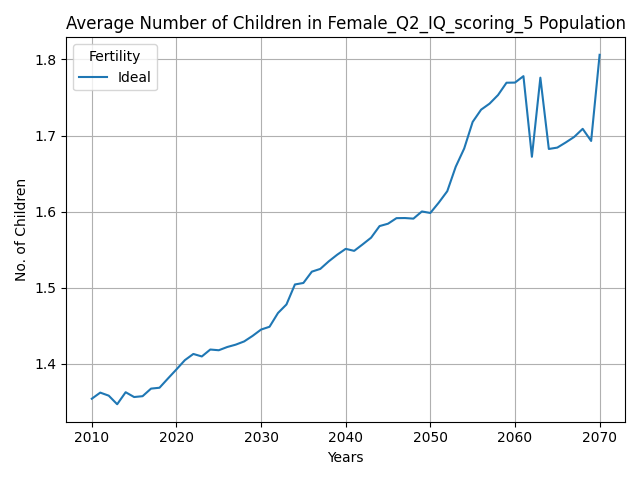 Average Number of Children in Female_Q2_IQ_scoring_5 Population
Fertility
Ideal
No. of Children
1.8
1.7
1.6
1.5
1.4
2010 2020 2030 2040 2050 2060 2070
Years